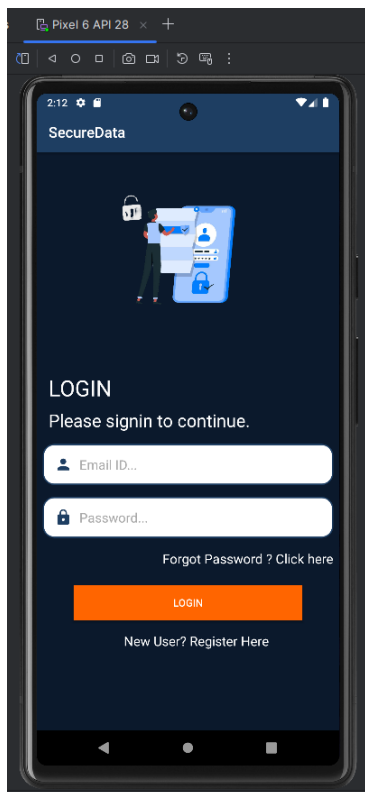 Pixel 6 API 28
2:12
SecureData
LOGIN
Please signin to continue.
Email ID...
Password...
Forgot Password ? Click here
LOGIN
New User? Register Here